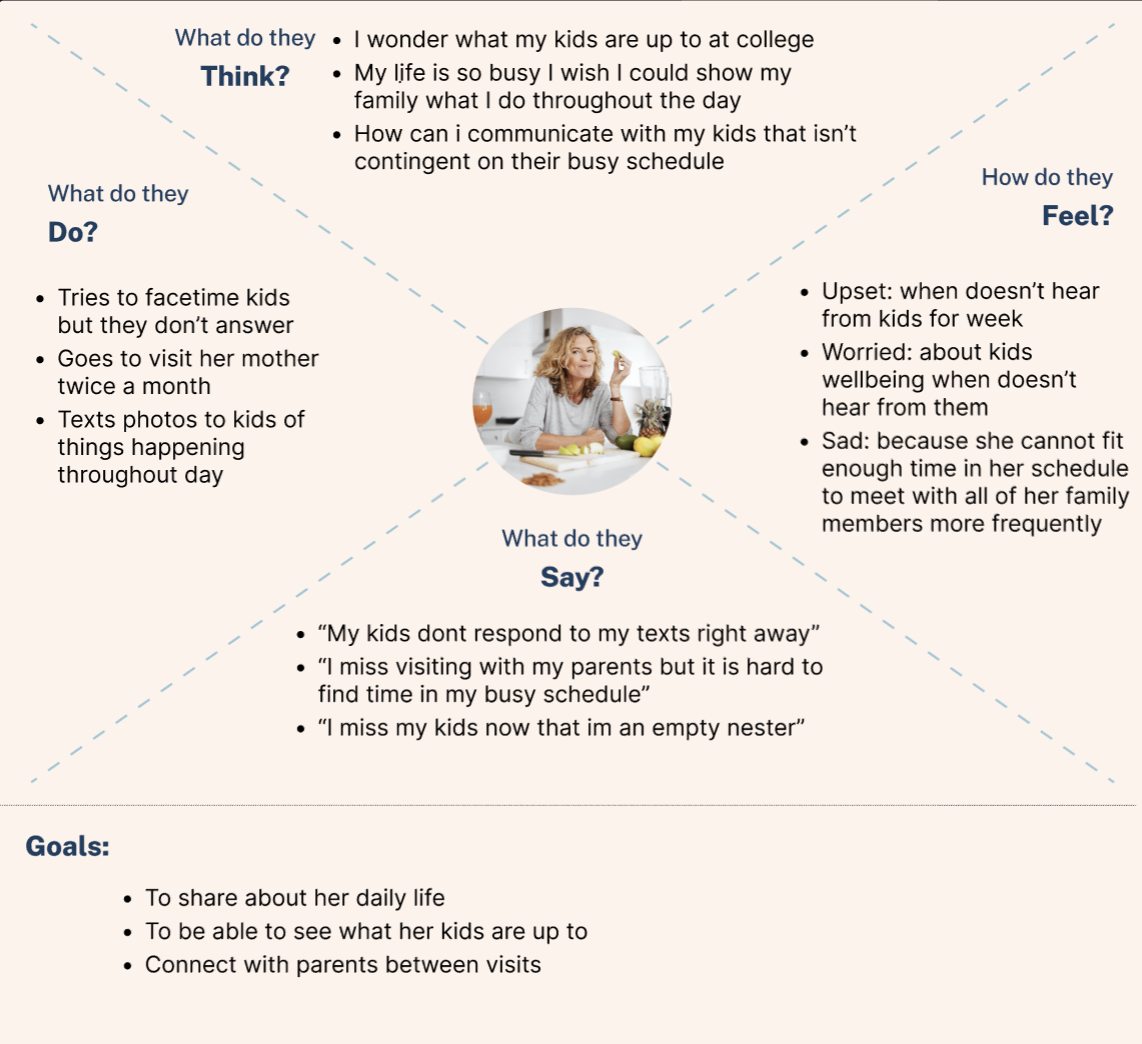 What do they
Think?
• I wonder what my kids are up to at college
• My life is so busy I wish I could show my
family what I do throughout the day
• How can i communicate with my kids that isn't
contingent on their busy schedule
What do they
Do?
• Tries to facetime kids
but they don't answer
• Goes to visit her mother
twice a month
• Texts photos to kids of
things happening
throughout day
How do they
Feel?
• Upset: when doesn't hear
from kids for week
• Worried: about kids
wellbeing when doesn't
hear from them
• Sad: because she cannot fit
enough time in her schedule
to meet with all of her family
members more frequently
What do they
Say?
• “My kids dont respond to my texts right away”
• “I miss visiting with my parents but it is hard to
find time in my busy schedule”
• “I miss my kids now that im an empty nester”
Goals:
• To share about her daily life
• To be able to see what her kids are up to
• Connect with parents between visits